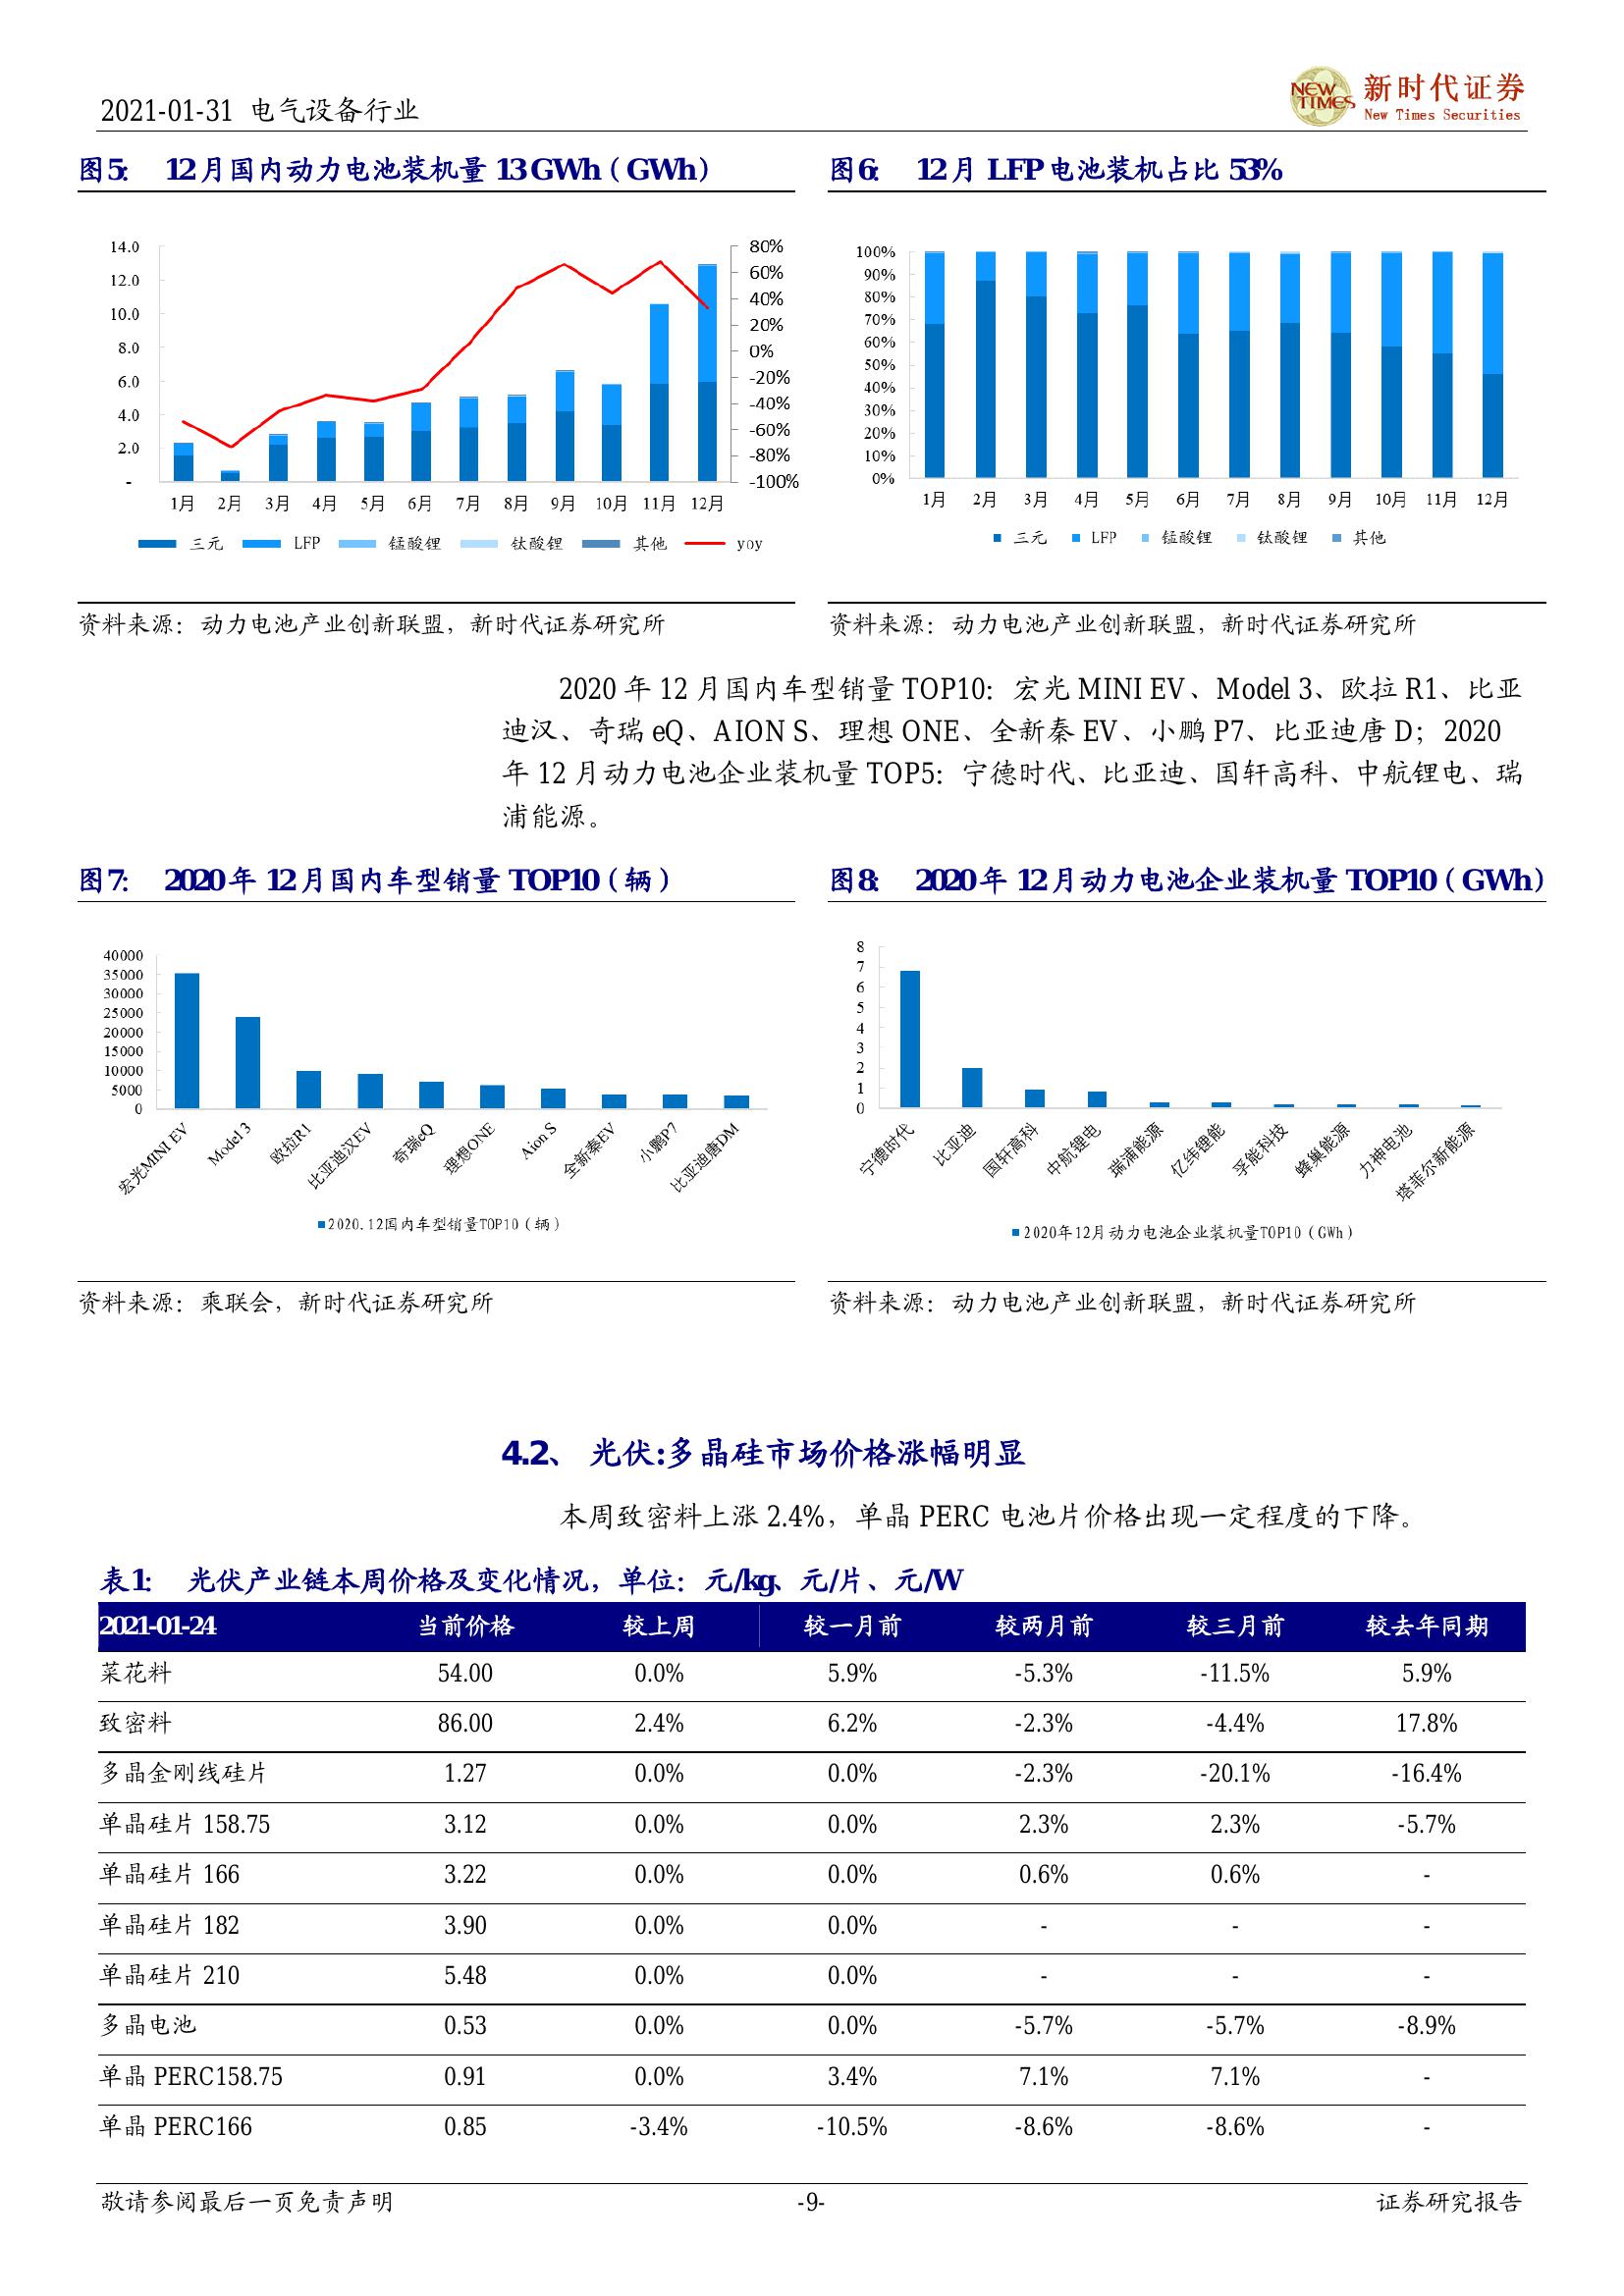 2021-01-31 电气设备行业
NEW TIMES 新时代证券
New Times Securities
图5: 12月国内动力电池装机量 13GWh（GWh）
14.0
12.0
10.0
8.0
6.0
4.0
2.0
-
80%
60%
40%
20%
0%
-20%
-40%
-60%
-80%
-100%
1月 2月 3月 4月 5月 6月 7月 8月 9月 10月 11月 12月
三元 LFP 锰酸锂 钛酸锂 其他 yoy
资料来源：动力电池产业创新联盟，新时代证券研究所
图6: 12月 LFP 电池装机占比 53%
100%
90%
80%
70%
60%
50%
40%
30%
20%
10%
0%
1月 2月 3月 4月 5月 6月 7月 8月 9月 10月 11月 12月
三元 LFP 锰酸锂 钛酸锂 其他
资料来源：动力电池产业创新联盟，新时代证券研究所
2020 年 12 月国内车型销量 TOP10：宏光 MINI EV、Model 3、欧拉 R1、比亚
迪汉、奇瑞 eQ、AION S、理想 ONE、全新秦 EV、小鹏 P7、比亚迪唐 D；2020
年 12 月动力电池企业装机量 TOP5：宁德时代、比亚迪、国轩高科、中航锂电、瑞
浦能源。
图7: 2020年 12月国内车型销量 TOP10（辆）
40000
35000
30000
25000
20000
15000
10000
5000
0
宏光MINI EV Model 3 欧拉R1 比亚迪汉EV 奇瑞eQ 理想ONE Aion S 全新秦EV 小鹏P7 比亚迪唐DM
2020.12国内车型销量TOP10（辆）
资料来源：乘联会，新时代证券研究所
图8: 2020年 12月动力电池企业装机量 TOP10（GWh）
8
7
6
5
4
3
2
1
0
宁德时代 比亚迪 国轩高科 中航锂电 瑞浦能源 亿纬锂能 孚能科技 蜂巢能源 力神电池 塔菲尔新能源
2020年12月动力电池企业装机量TOP10（GWh）
资料来源：动力电池产业创新联盟，新时代证券研究所
4.2、 光伏:多晶硅市场价格涨幅明显
本周致密料上涨 2.4%，单晶 PERC 电池片价格出现一定程度的下降。
表1: 光伏产业链本周价格及变化情况，单位：元/kg、元/片、元/W
2021-01-24 当前价格 较上周 较一月前 较两月前 较三月前 较去年同期
菜花料 54.00 0.0% 5.9% -5.3% -11.5% 5.9%
致密料 86.00 2.4% 6.2% -2.3% -4.4% 17.8%
多晶金刚线硅片 1.27 0.0% 0.0% -2.3% -20.1% -16.4%
单晶硅片 158.75 3.12 0.0% 0.0% 2.3% 2.3% -5.7%
单晶硅片 166 3.22 0.0% 0.0% 0.6% 0.6% -
单晶硅片 182 3.90 0.0% 0.0% - - -
单晶硅片 210 5.48 0.0% 0.0% - - -
多晶电池 0.53 0.0% 0.0% -5.7% -5.7% -8.9%
单晶 PERC158.75 0.91 0.0% 3.4% 7.1% 7.1% -
单晶 PERC166 0.85 -3.4% -10.5% -8.6% -8.6% -
敬请参阅最后一页免责声明 -9- 证券研究报告